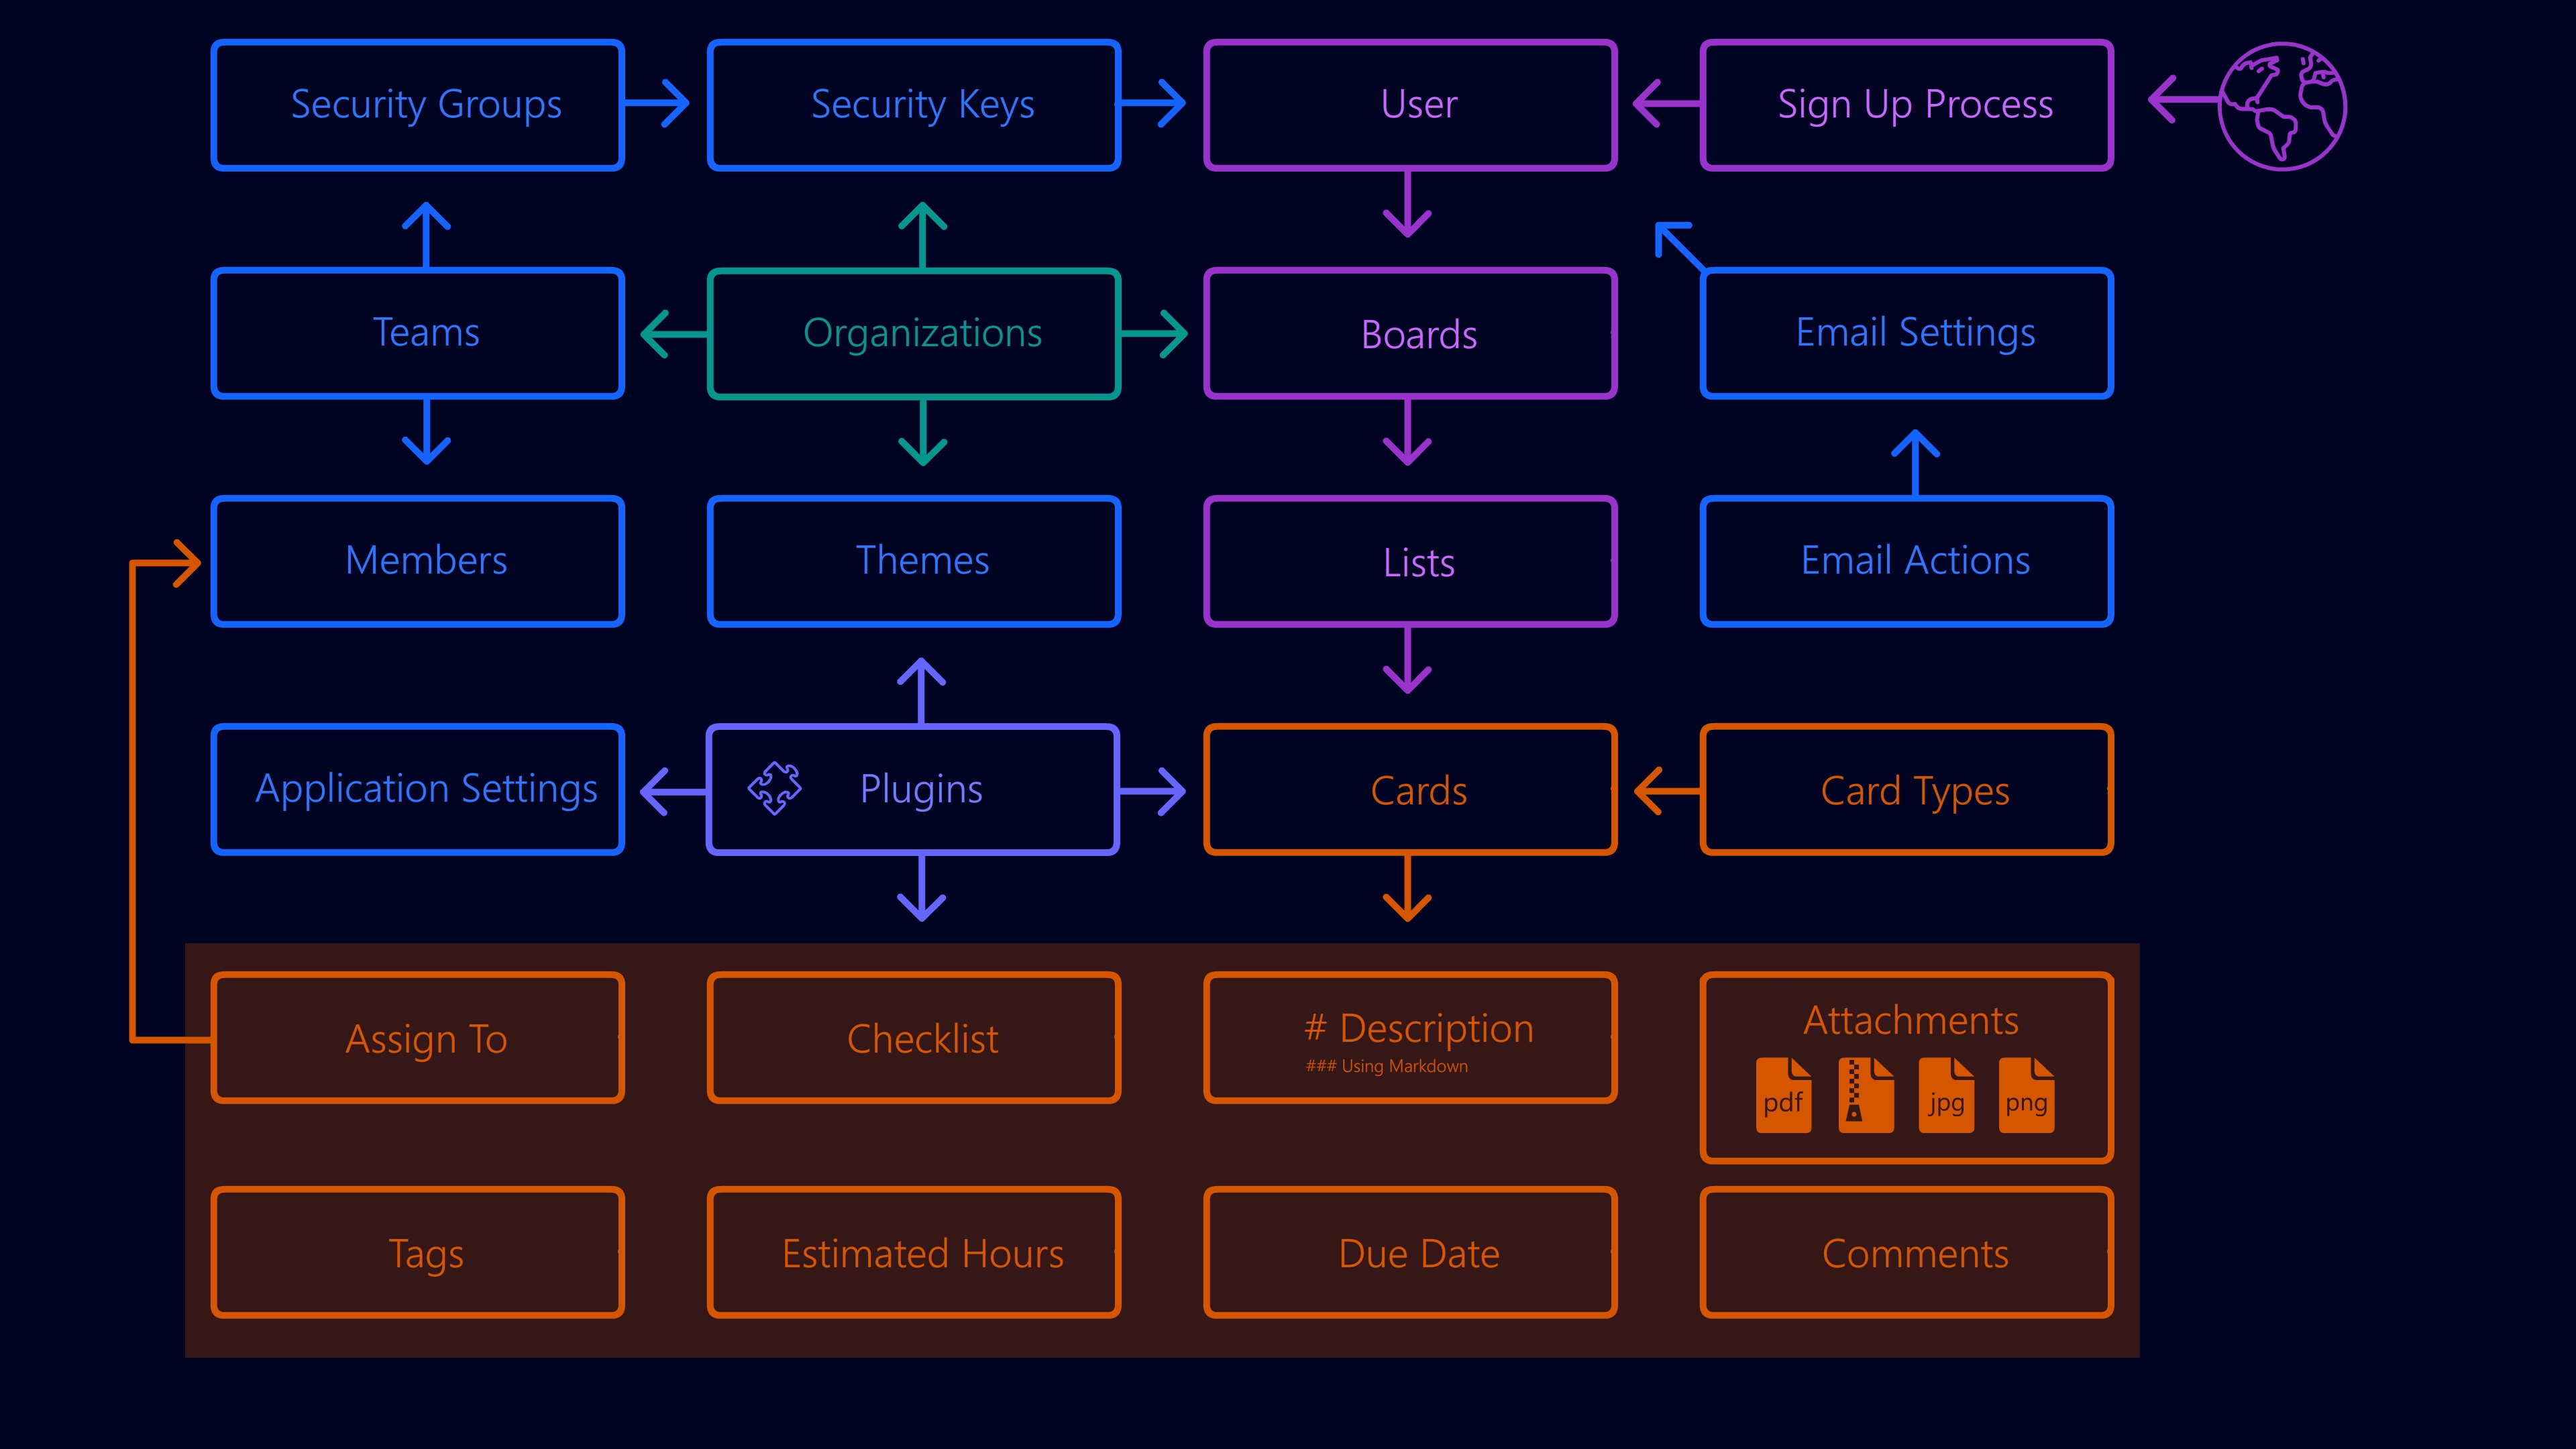 Security Groups
Security Keys
User
Sign Up Process
Teams
Organizations
Boards
Email Settings
Members
Themes
Lists
Email Actions
Application Settings
Plugins
Cards
Card Types
Assign To
Checklist
# Description
### Using Markdown
Attachments
pdf
jpg
png
Tags
Estimated Hours
Due Date
Comments